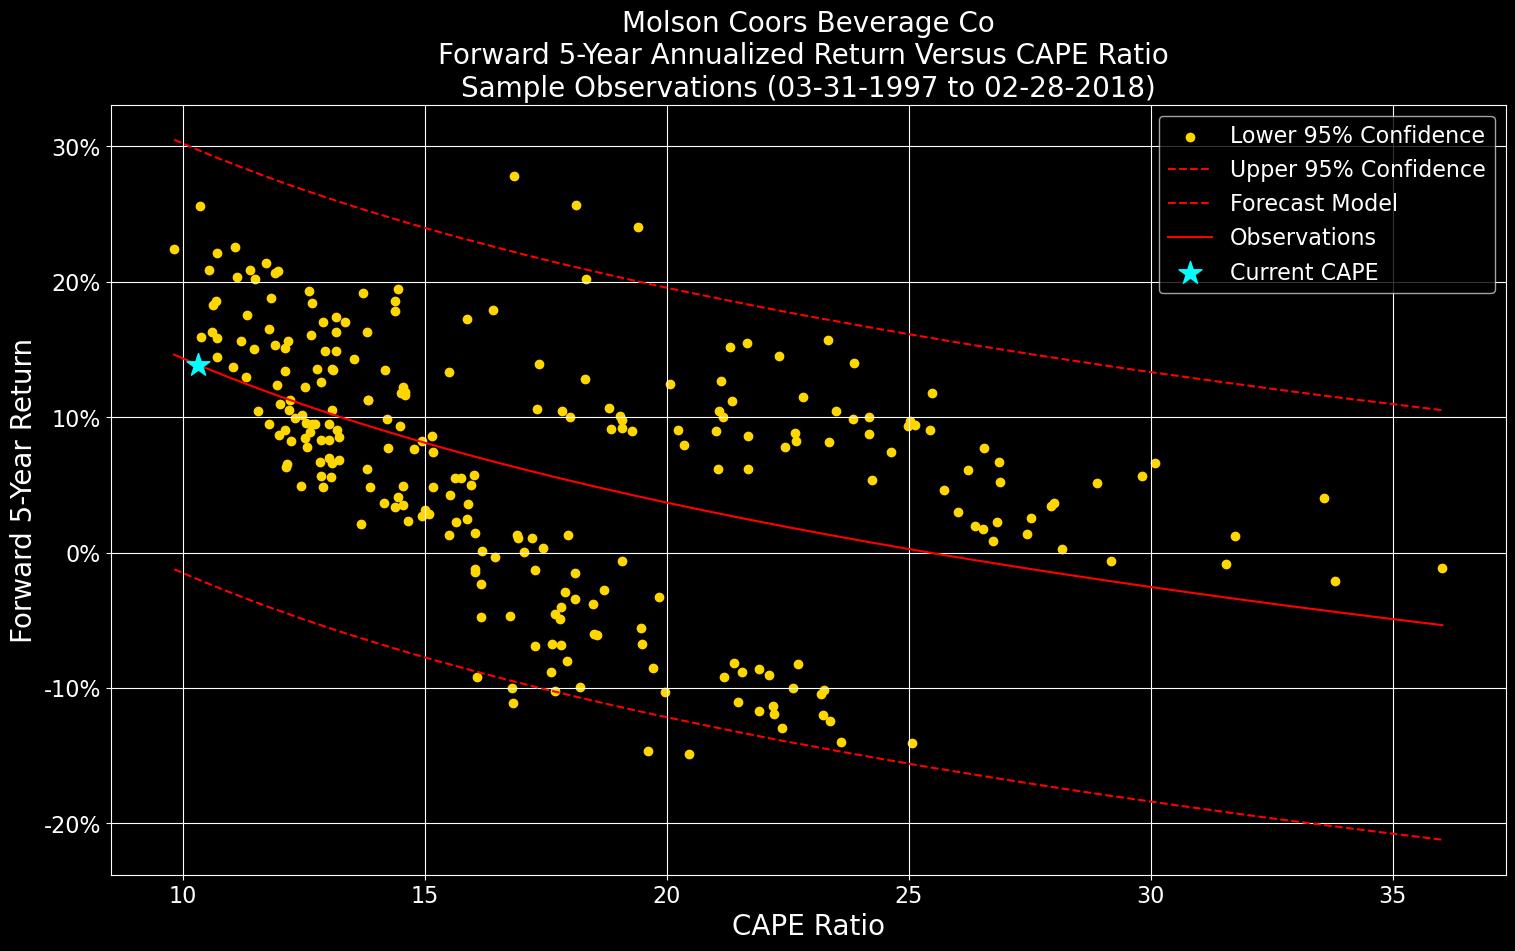 Molson Coors Beverage Co
Forward 5-Year Annualized Return Versus CAPE Ratio
Sample Observations (03-31-1997 to 02-28-2018)
Lower 95% Confidence
Upper 95% Confidence
Forecast Model
Observations
Current CAPE
Forward 5-Year Return
30%
20%
10%
0%
-10%
-20%
10 15 20 25 30 35
CAPE Ratio